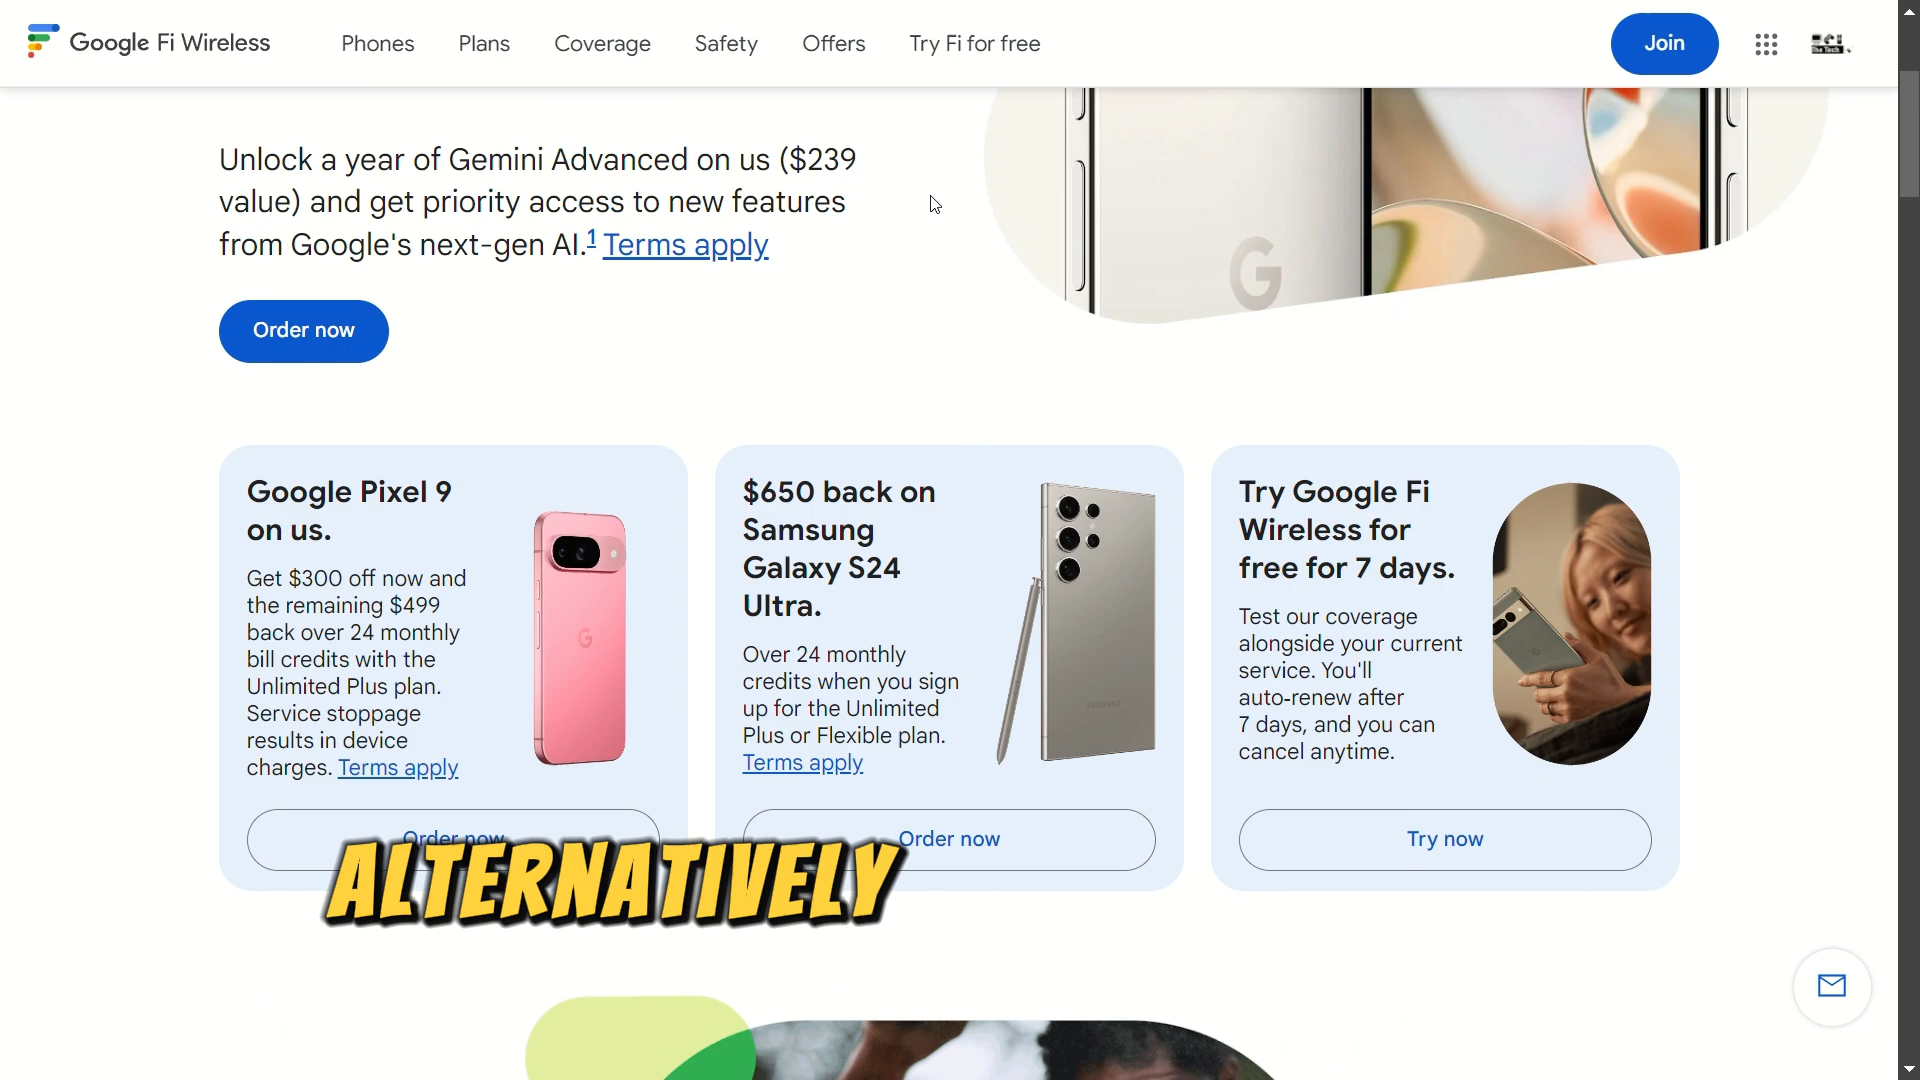 Google Fi Wireless
Phones
Plans
Coverage
Safety
Offers
Try Fi for free
Join
Unlock a year of Gemini Advanced on us ($239
value) and get priority access to new features
from Google's next-gen AI.1 Terms apply
Order now
Google Pixel 9
on us.
Get $300 off now and
the remaining $499
back over 24 monthly
bill credits with the
Unlimited Plus plan.
Service stoppage
results in device
charges. Terms apply
Order now
$650 back on
Samsung
Galaxy S24
Ultra.
Over 24 monthly
credits when you sign
up for the Unlimited
Plus or Flexible plan.
Terms apply
SAMSUNG
Order now
Try Google Fi
Wireless for
free for 7 days.
Test our coverage
alongside your current
service. You'll
auto-renew after
7 days, and you can
cancel anytime.
Try now
ALTERNATIVELY